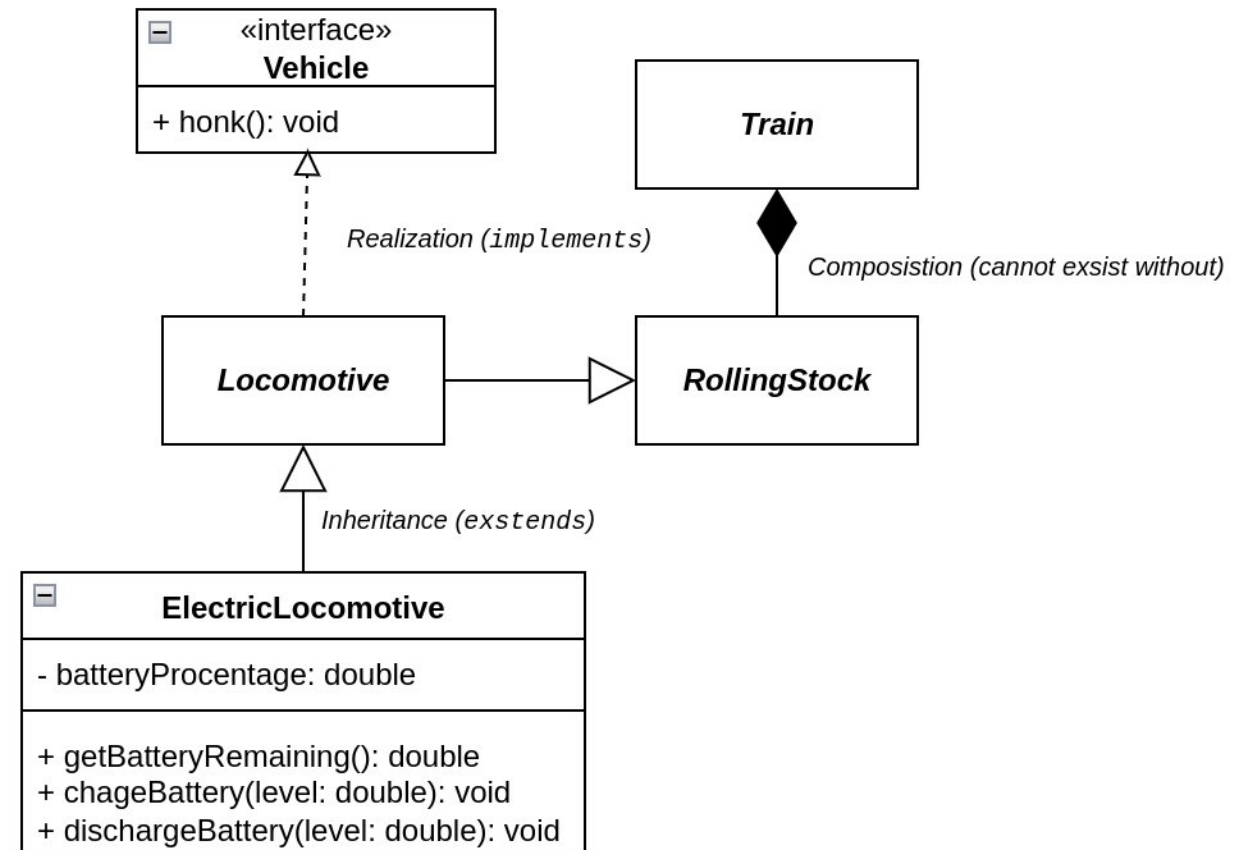 «interface»
Vehicle
+ honk(): void
Train
Realization (implements)
Composistion (cannot exsist without)
Locomotive
RollingStock
Inheritance (exstends)
ElectricLocomotive
- batteryProcentage: double
+ getBatteryRemaining(): double
+ chageBattery(level: double): void
+ dischargeBattery(level: double): void